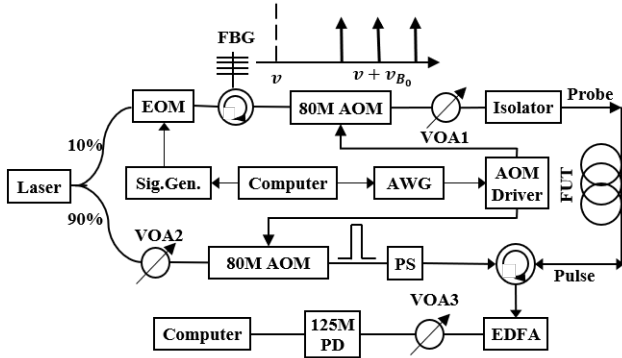 FBG
v
v + v_{B_0}
EOM
80M AOM
VOA1
Isolator
Probe
10%
Laser
Sig.Gen.
Computer
AWG
AOM
Driver
FUT
90%
VOA2
80M AOM
PS
Pulse
VOA3
Computer
125M
PD
EDFA